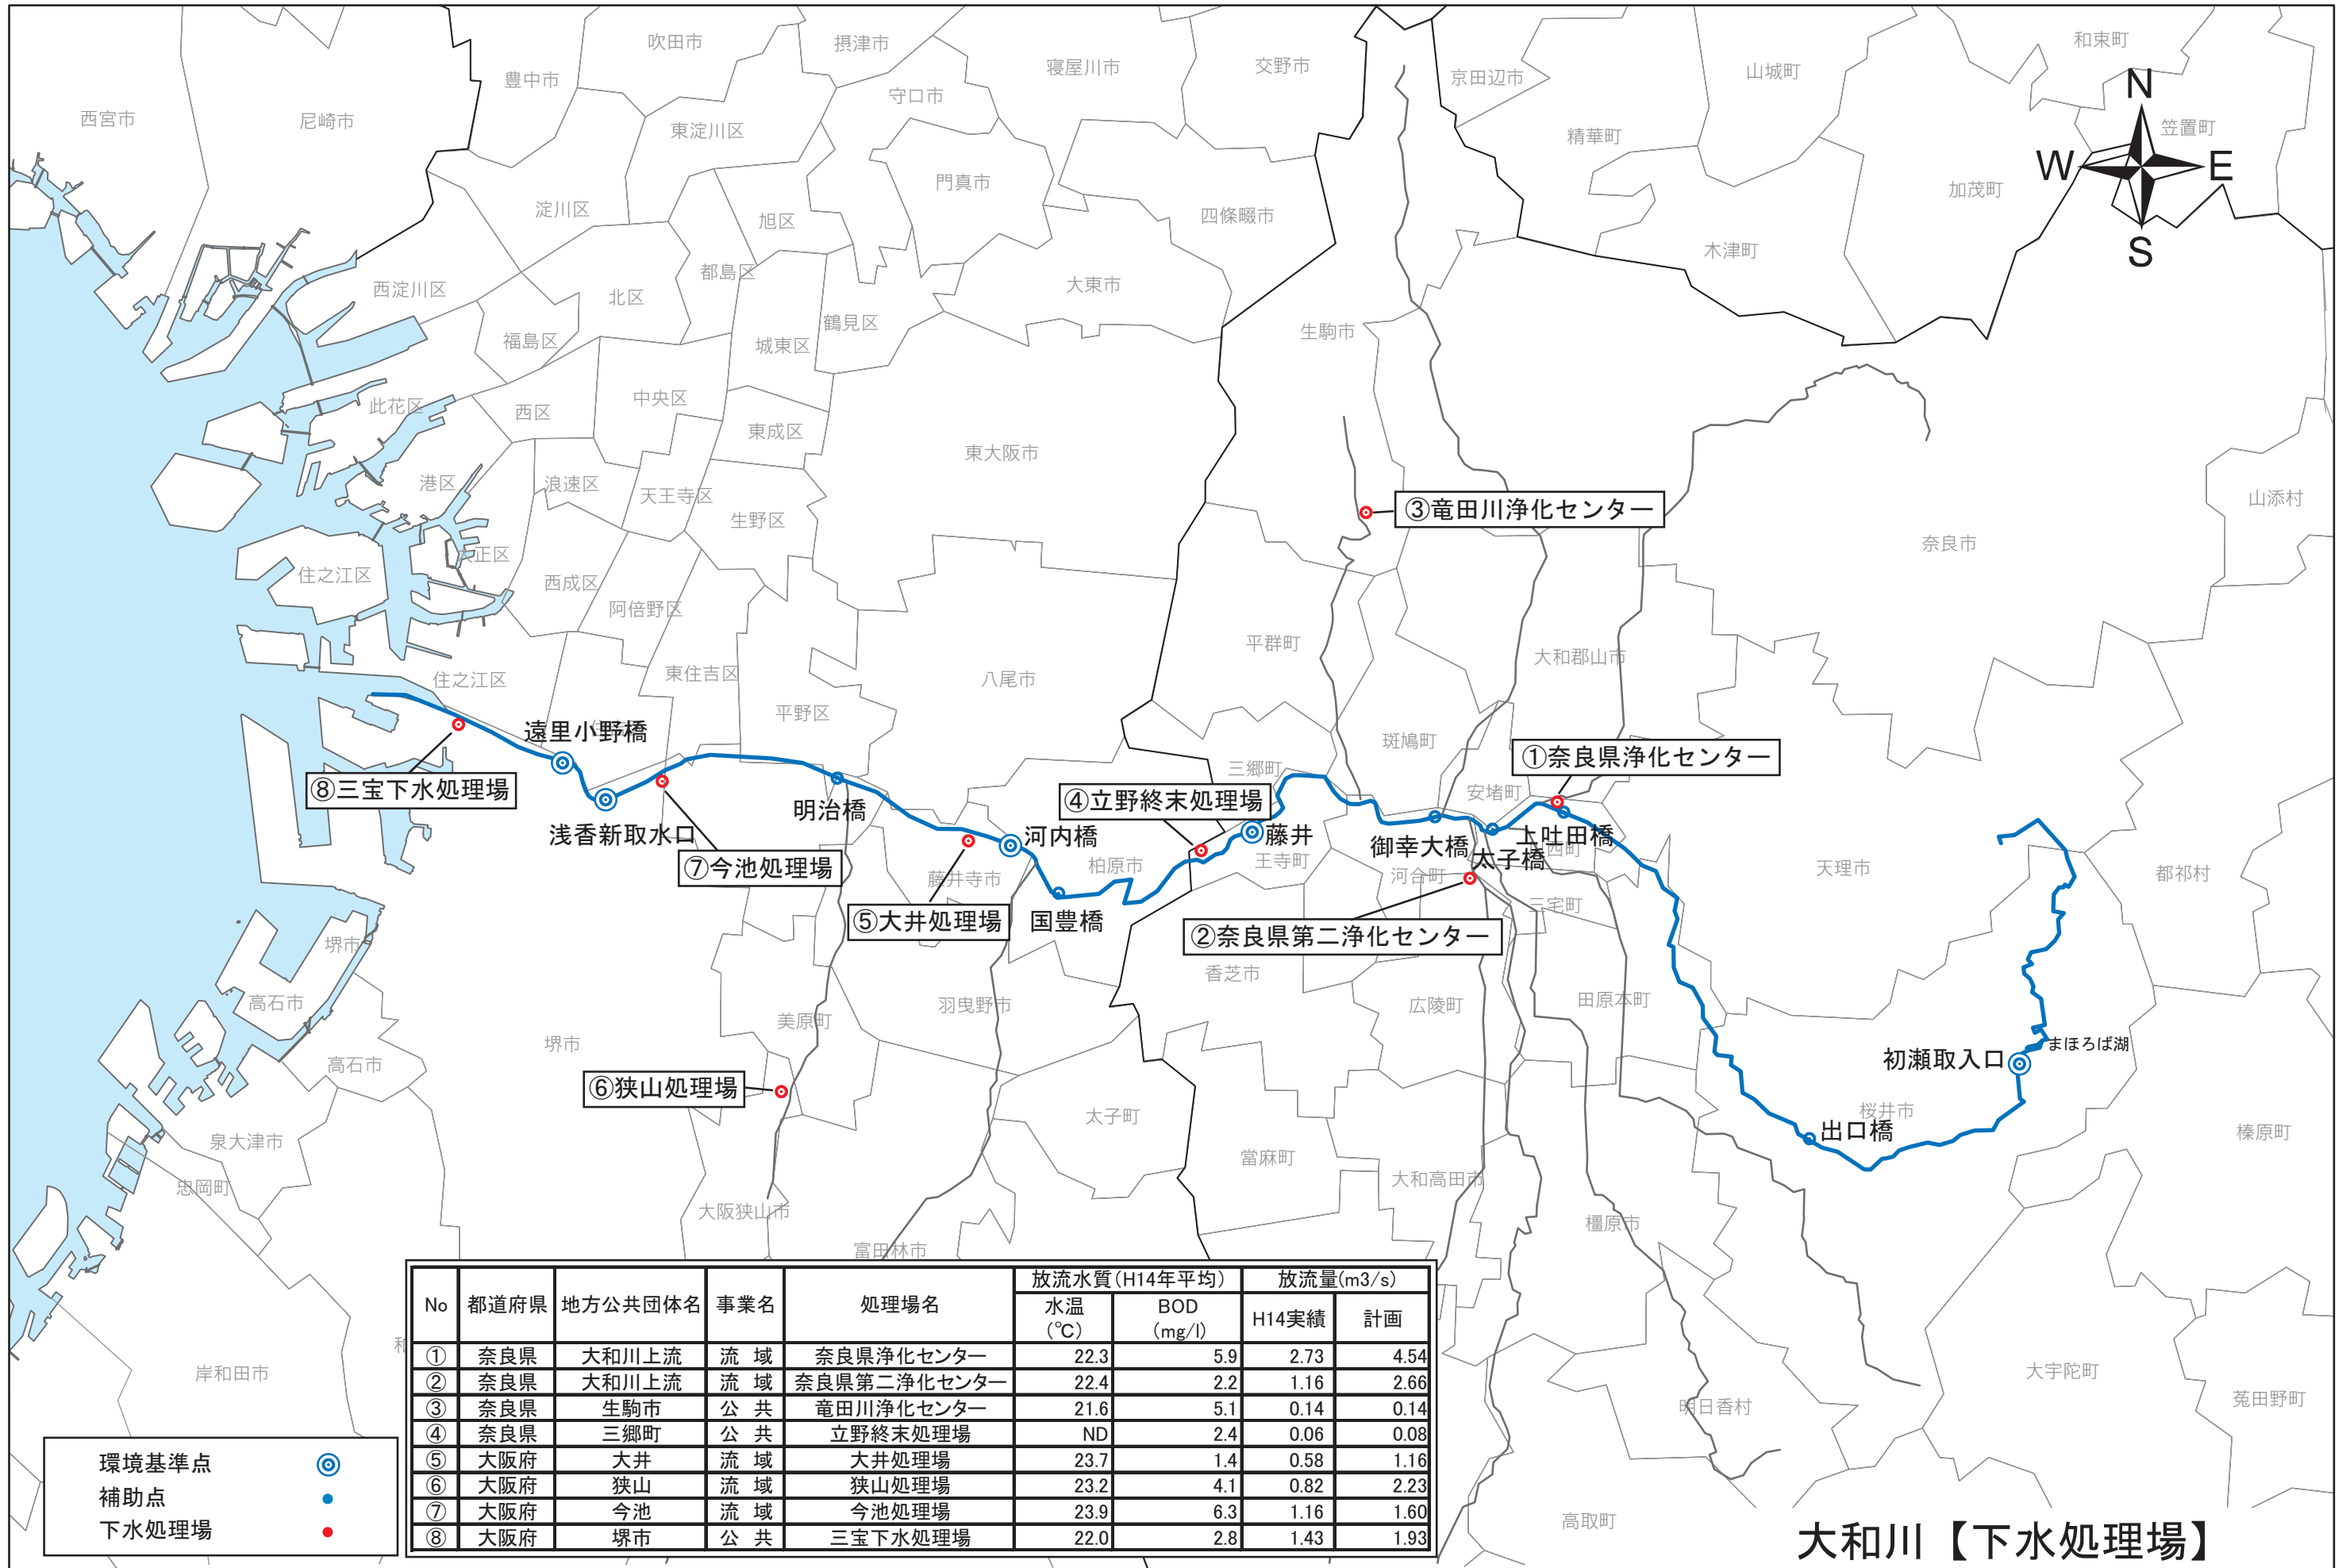 和束町
吹田市
摂津市
寝屋川市
交野市
京田辺市
山城町
豊中市
守口市
N
西宮市
尼崎市
東淀川区
精華町
笠置町
W
E
門真市
加茂町
淀川区
旭区
四條畷市
S
木津町
都島区
西淀川区
北区
大東市
福島区
城東区
鶴見区
生駒市
此花区
西区
中央区
東成区
東大阪市
港区
浪速区
天王寺区
生野区
③竜田川浄化センター
山添村
大正区
奈良市
住之江区
西成区
阿倍野区
平群町
大和郡山市
住之江区
東住吉区
八尾市
平野区
遠里小野橋
斑鳩町
①奈良県浄化センター
⑧三宝下水処理場
三郷町
安堵町
④立野終末処理場
明治橋
浅香新取水口
河内橋
藤井
御幸大橋
上吐田橋
太子橋
⑦今池処理場
柏原市
王寺町
河合町
天理市
都祁村
藤井寺市
⑤大井処理場
国豊橋
三宅町
②奈良県第二浄化センター
堺市
香芝市
高石市
羽曳野市
広陵町
田原本町
美原町
堺市
まほろば湖
高石市
初瀬取入口
⑥狭山処理場
太子町
桜井市
出口橋
泉大津市
榛原町
當麻町
大和高田市
忠岡町
大阪狭山市
橿原市
富田林市
岸和田市
大宇陀町
明日香村
菟田野町
高取町
No 都道府県 地方公共団体名 事業名 処理場名 放流水質(H14年平均) 放流量(m3/s)
水温(℃) BOD(mg/l) H14実績 計画
① 奈良県 大和川上流 流 域 奈良県浄化センター 22.3 5.9 2.73 4.54
② 奈良県 大和川上流 流 域 奈良県第二浄化センター 22.4 2.2 1.16 2.66
③ 奈良県 生駒市 公 共 竜田川浄化センター 21.6 5.1 0.14 0.14
④ 奈良県 三郷町 公 共 立野終末処理場 ND 2.4 0.06 0.08
⑤ 大阪府 大井 流 域 大井処理場 23.7 1.4 0.58 1.16
⑥ 大阪府 狭山 流 域 狭山処理場 23.2 4.1 0.82 2.23
⑦ 大阪府 今池 流 域 今池処理場 23.9 6.3 1.16 1.60
⑧ 大阪府 堺市 公 共 三宝下水処理場 22.0 2.8 1.43 1.93
環境基準点
補助点
下水処理場
大和川【下水処理場】